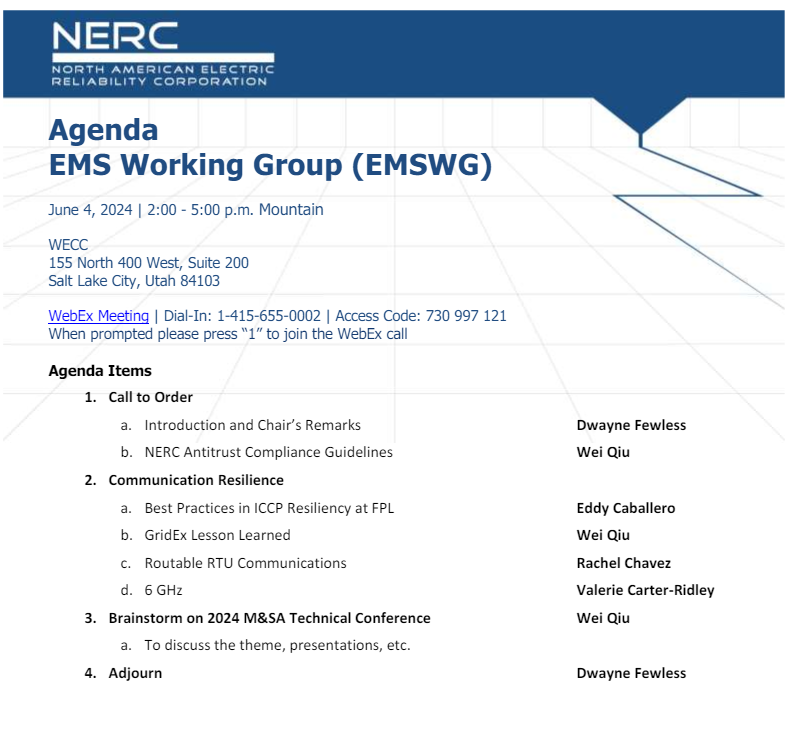 NERC
NORTH AMERICAN ELECTRIC
RELIABILITY CORPORATION
Agenda
EMS Working Group (EMSWG)
June 4, 2024 | 2:00 - 5:00 p.m. Mountain
WECC
155 North 400 West, Suite 200
Salt Lake City, Utah 84103
WebEx Meeting | Dial-In: 1-415-655-0002 | Access Code: 730 997 121
When prompted please press “1” to join the WebEx call
Agenda Items
1. Call to Order
a. Introduction and Chair’s Remarks Dwayne Fewless
b. NERC Antitrust Compliance Guidelines Wei Qiu
2. Communication Resilience
a. Best Practices in ICCP Resiliency at FPL Eddy Caballero
b. GridEx Lesson Learned Wei Qiu
c. Routable RTU Communications Rachel Chavez
d. 6 GHz Valerie Carter-Ridley
3. Brainstorm on 2024 M&SA Technical Conference Wei Qiu
a. To discuss the theme, presentations, etc.
4. Adjourn Dwayne Fewless